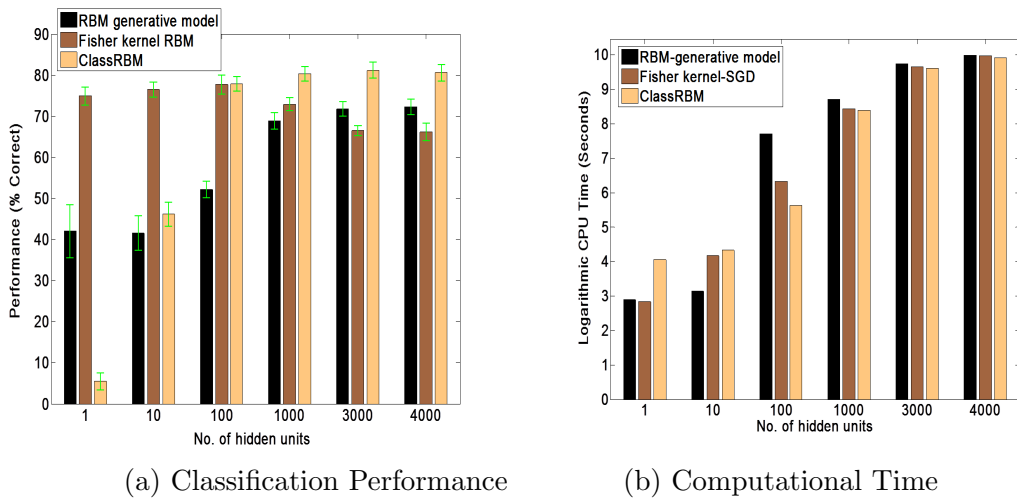 RBM generative model
Fisher kernel RBM
ClassRBM
Performance (% Correct)
90
80
70
60
50
40
30
20
10
0
1 10 100 1000 3000 4000
No. of hidden units
(a) Classification Performance
RBM-generative model
Fisher kernel-SGD
ClassRBM
Logarithmic CPU Time (Seconds)
10
9
8
7
6
5
4
3
2
1
0
1 10 100 1000 3000 4000
No. of hidden units
(b) Computational Time